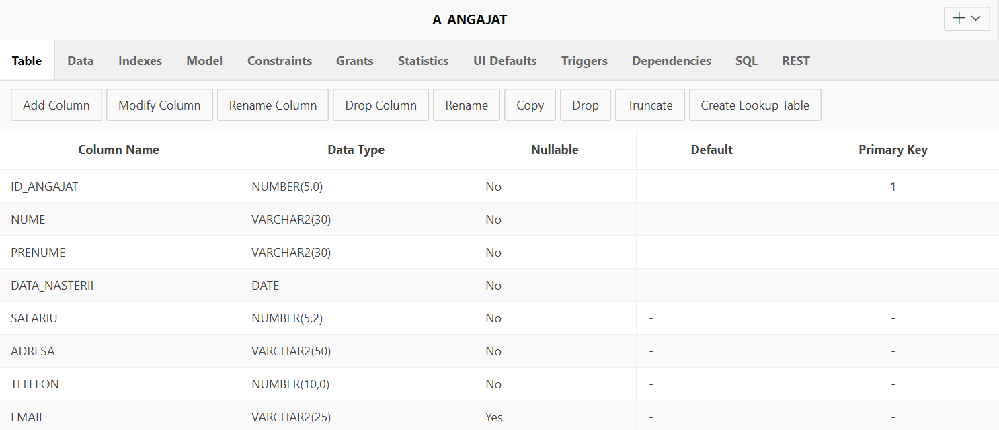 A_ANGAJAT
Table Data Indexes Model Constraints Grants Statistics UI Defaults Triggers Dependencies SQL REST
Add Column Modify Column Rename Column Drop Column Rename Copy Drop Truncate Create Lookup Table
Column Name Data Type Nullable Default Primary Key
ID_ANGAJAT NUMBER(5,0) No - 1
NUME VARCHAR2(30) No - -
PRENUME VARCHAR2(30) No - -
DATA_NASTERII DATE No - -
SALARIU NUMBER(5,2) No - -
ADRESA VARCHAR2(50) No - -
TELEFON NUMBER(10,0) No - -
EMAIL VARCHAR2(25) Yes - -